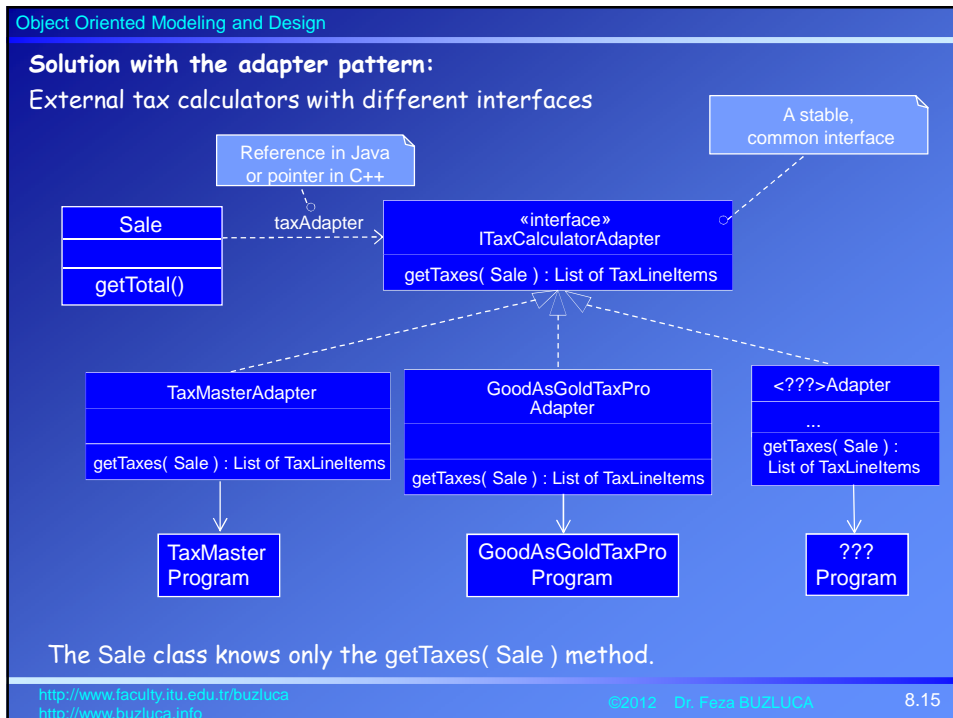 Object Oriented Modeling and Design
Solution with the adapter pattern:
External tax calculators with different interfaces
A stable,
common interface
Reference in Java
or pointer in C++
Sale
getTotal()
taxAdapter
«interface»
ITaxCalculatorAdapter
getTaxes( Sale ) : List of TaxLineItems
TaxMasterAdapter
getTaxes( Sale ) : List of TaxLineItems
GoodAsGoldTaxPro
Adapter
getTaxes( Sale ) : List of TaxLineItems
<???>Adapter
...
getTaxes( Sale ) :
List of TaxLineItems
TaxMaster
Program
GoodAsGoldTaxPro
Program
???
Program
The Sale class knows only the getTaxes( Sale ) method.
http://www.faculty.itu.edu.tr/buzluca
http://www.buzluca.info
©2012 Dr. Feza BUZLUCA
8.15